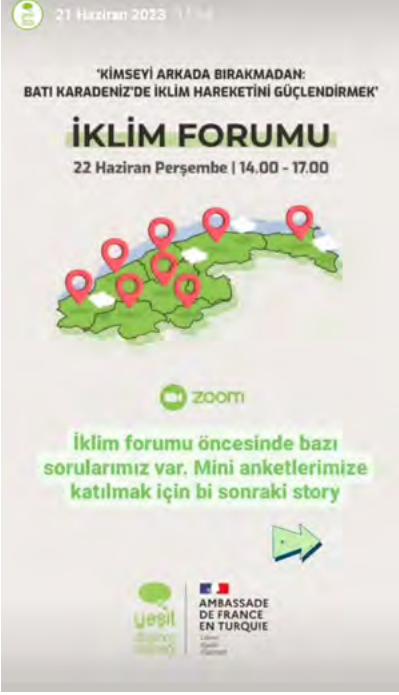 21 Haziran 2023
'KİMSEYİ ARKADA BIRAKMADAN:
BATI KARADENİZ'DE İKLİM HAREKETİNİ GÜÇLENDİRMEK'
İKLİM FORUMU
22 Haziran Perşembe | 14.00 - 17.00
zoom
İklim forumu öncesinde bazı
sorularımız var. Mini anketlerimize
katılmak için bi sonraki story
yeşil
AMBASSADE
DE FRANCE
EN TURQUIE